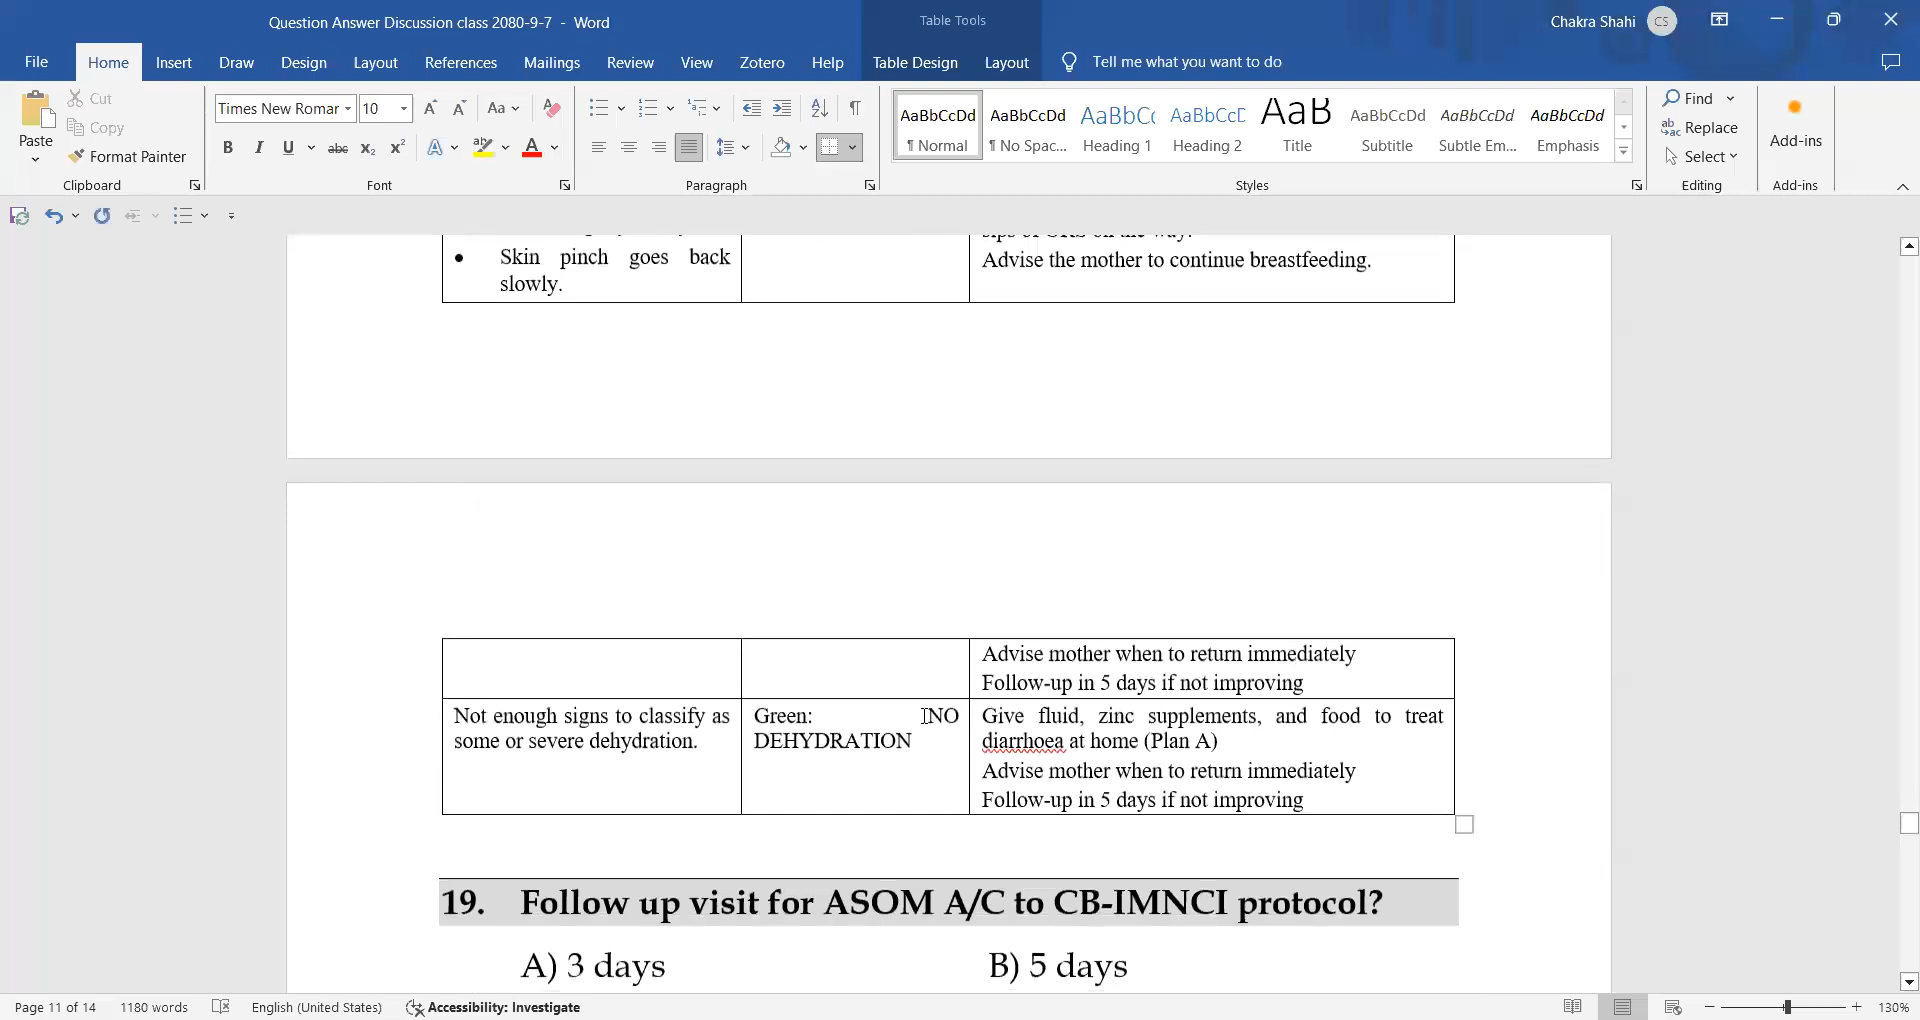 Question Answer Discussion class 2080-9-7 - Word
Table Tools
Chakra Shahi CS
File Home Insert Draw Design Layout References Mailings Review View Zotero Help Table Design Layout Tell me what you want to do
Paste
Cut
Copy
Format Painter
Clipboard
Times New Romar 10
Font
Paragraph
AaBbCcDd AaBbCcDd AaBbCc AaBbCcD AaB AaBbCcDd AaBbCcDd AaBbCcDd
¶ Normal ¶ No Spac... Heading 1 Heading 2 Title Subtitle Subtle Em... Emphasis
Styles
Find
Replace
Select
Editing
Add-ins
Add-ins
Skin pinch goes back
slowly.
sips of ORS on the way.
Advise the mother to continue breastfeeding.
Advise mother when to return immediately
Follow-up in 5 days if not improving
Not enough signs to classify as
some or severe dehydration.
Green: NO
DEHYDRATION
Give fluid, zinc supplements, and food to treat
diarrhoea at home (Plan A)
Advise mother when to return immediately
Follow-up in 5 days if not improving
19. Follow up visit for ASOM A/C to CB-IMNCI protocol?
A) 3 days B) 5 days
Page 11 of 14 1180 words English (United States) Accessibility: Investigate 130%